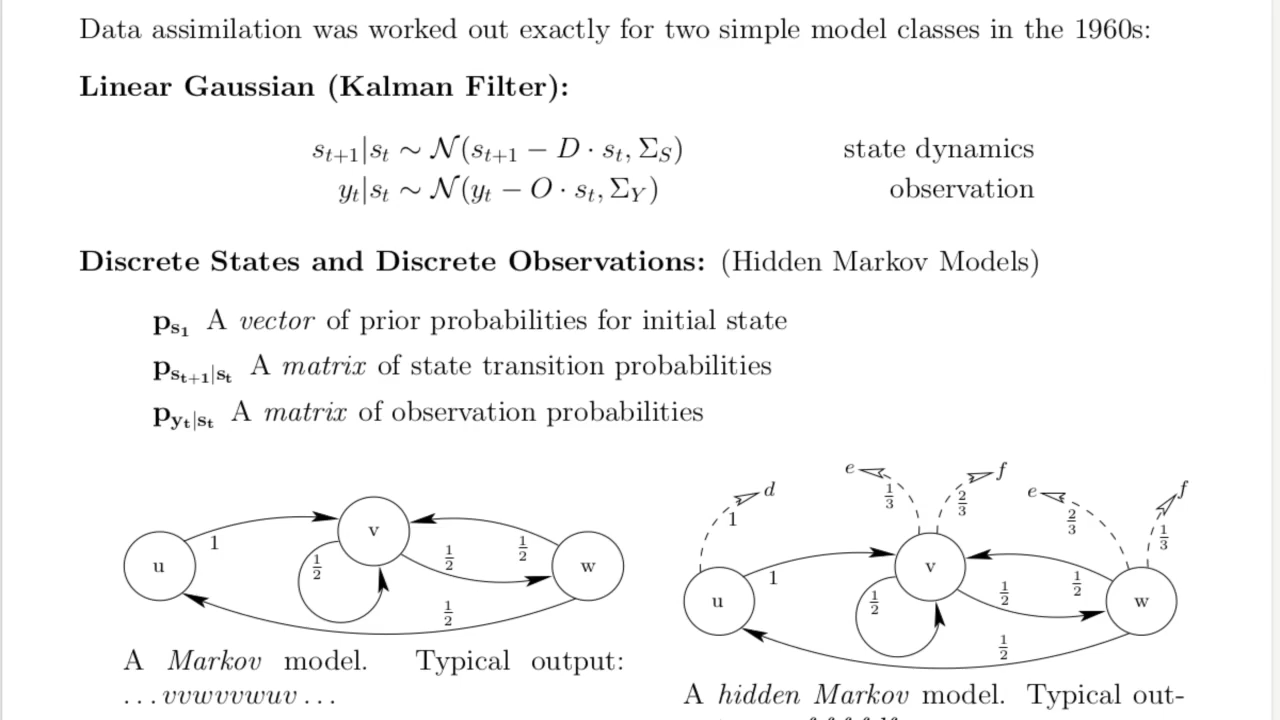 Data assimilation was worked out exactly for two simple model classes in the 1960s:
Linear Gaussian (Kalman Filter):
s_{t+1}|s_t ∼ 𝒩(s_{t+1} − D · s_t, Σ_S) state dynamics
y_t|s_t ∼ 𝒩(y_t − O · s_t, Σ_Y) observation
Discrete States and Discrete Observations: (Hidden Markov Models)
p_{s_1} A vector of prior probabilities for initial state
p_{s_{t+1}|s_t} A matrix of state transition probabilities
p_{y_t|s_t} A matrix of observation probabilities
u 1 v 1/2 1/2 1/2 w 1/2
d 1 e 1/3 2/3 f e 2/3 1/3 f
u 1 v 1/2 1/2 1/2 w 1/2
A Markov model. Typical output:
...vvwvvwuv...
A hidden Markov model. Typical out-